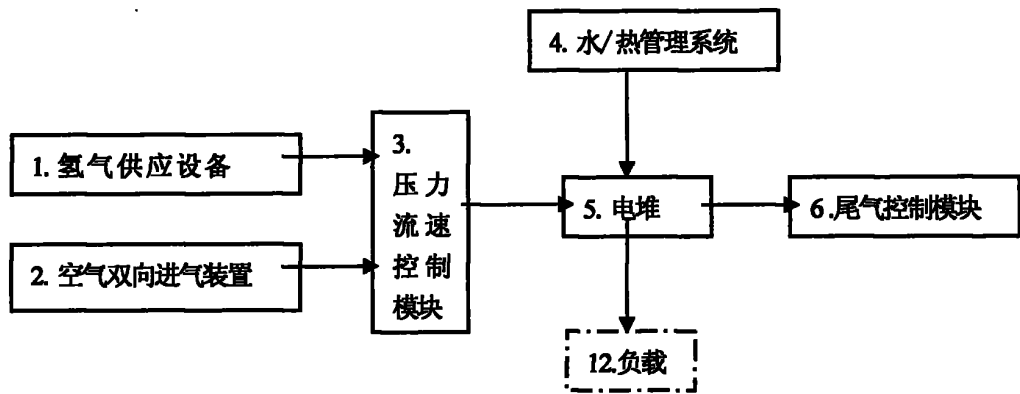 4. 水/热管理系统
1. 氢气供应设备
3.
压力
流速
控制
模块
5. 电堆
6.尾气控制模块
2. 空气双向进气装置
12.负载